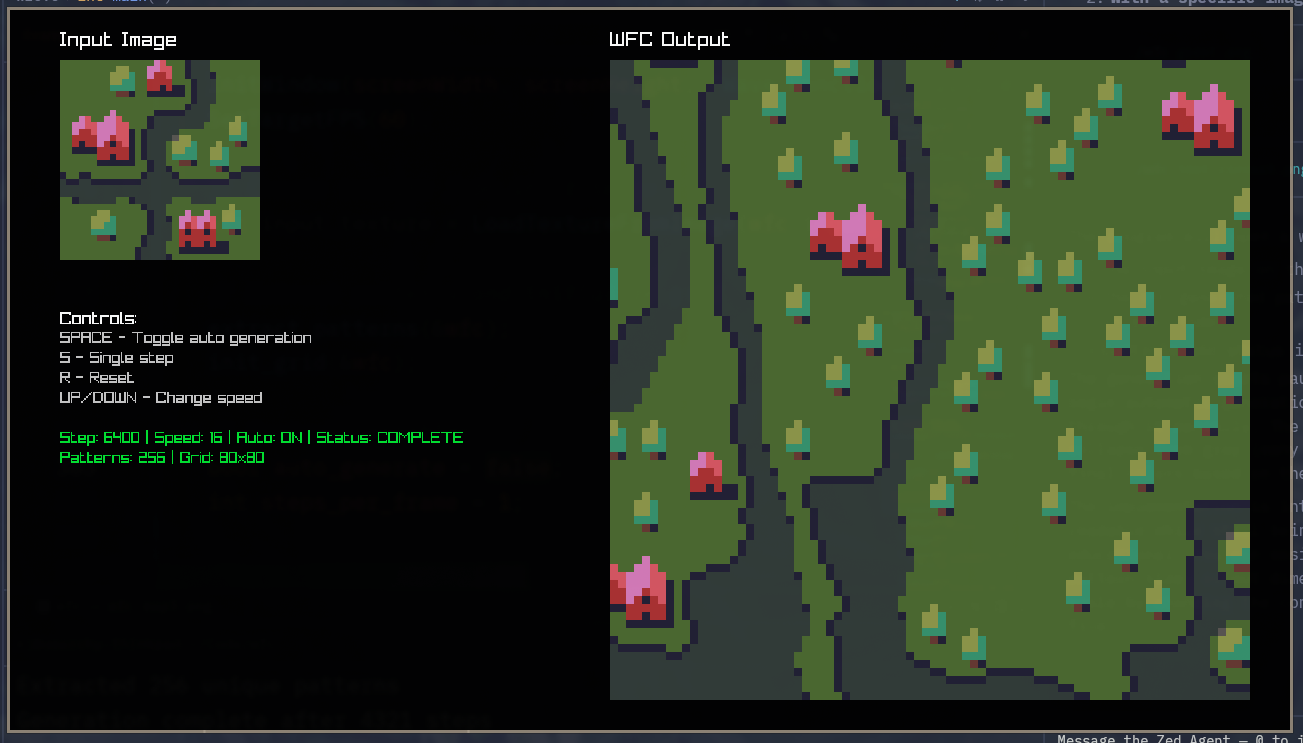 Input Image
WFC Output
Controls:
SPACE - Toggle auto generation
S - Single step
R - Reset
UP/DOWN - Change speed
Step: 6400 | Speed: 16 | Auto: ON | Status: COMPLETE
Patterns: 256 | Grid: 80x80
Message the Zed Agent — @ to i